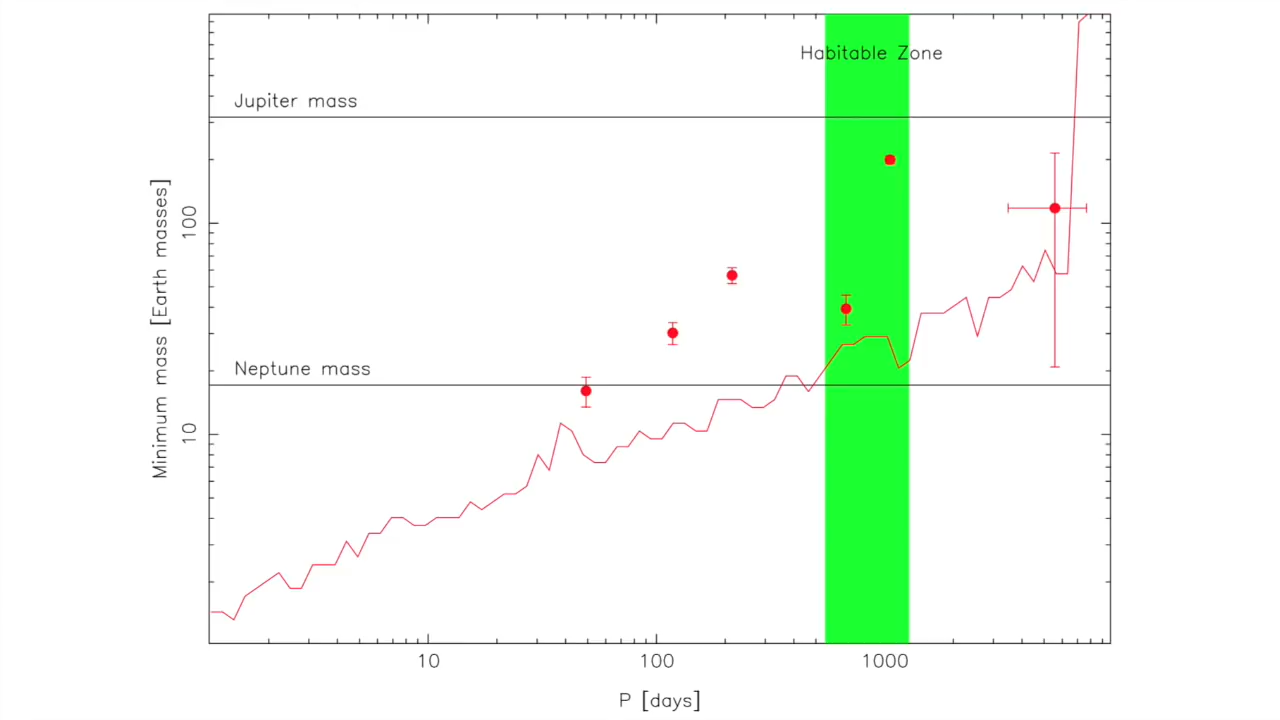 Habitable Zone
Jupiter mass
Neptune mass
Minimum mass [Earth masses]
100
10
10
100
1000
P [days]